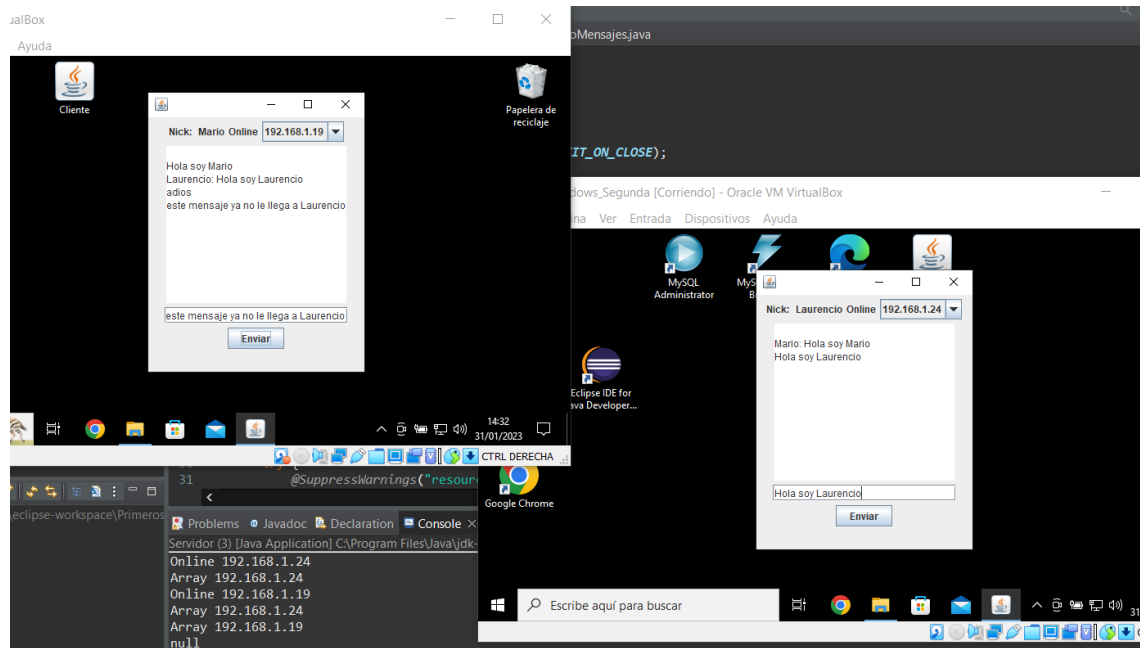 ualBox
Ayuda
Cliente
Papelera de
reciclaje
Nick: Mario Online 192.168.1.19
Hola soy Mario
Laurencio: Hola soy Laurencio
adios
este mensaje ya no le llega a Laurencio
este mensaje ya no le llega a Laurencio
Enviar
14:32
31/01/2023
CTRL DERECHA
oMensajes.java
IT_ON_CLOSE);
dows_Segunda [Corriendo] - Oracle VM VirtualBox
ina Ver Entrada Dispositivos Ayuda
MySQL
Administrator
MyS
B
Nick: Laurencio Online 192.168.1.24
Mario: Hola soy Mario
Hola soy Laurencio
Hola soy Laurencio
Enviar
Eclipse IDE for
ava Developer...
Google Chrome
Escribe aquí para buscar
31
31
@SuppressWarnings("resour
\eclipse-workspace\Primeros
Problems Javadoc Declaration Console
Servidor (3) [Java Application] C:\Program Files\Java\jdk-
Online 192.168.1.24
Array 192.168.1.24
Online 192.168.1.19
Array 192.168.1.24
Array 192.168.1.19
null